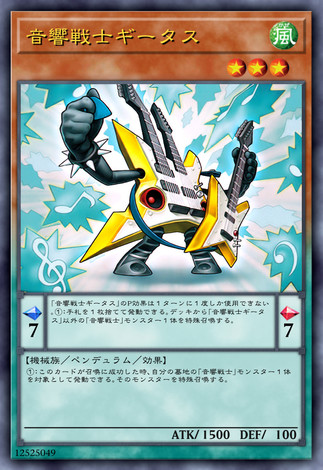 音響戦士ギータス
風
7
7
「音響戦士ギータス」のP効果は１ターンに１度しか使用できない。①：手札を１枚捨てて発動できる。デッキから「音響戦士ギータ
ス」以外の「音響戦士」モンスター１体を特殊召喚する。
【機械族／ペンデュラム／効果】
①：このカードが召喚に成功した時、自分の墓地の「音響戦士」モンスター１体
を対象として発動できる。そのモンスターを特殊召喚する。
ATK/ 1500 DEF/ 100
12525049